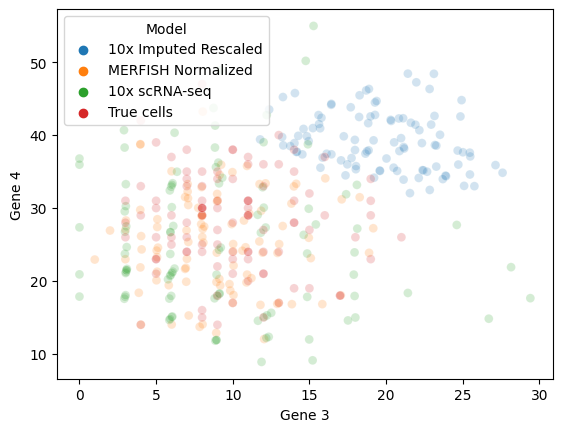 Model
10x Imputed Rescaled
MERFISH Normalized
10x scRNA-seq
True cells
50
40
30
20
10
Gene 4
0
5
10
15
20
25
30
Gene 3